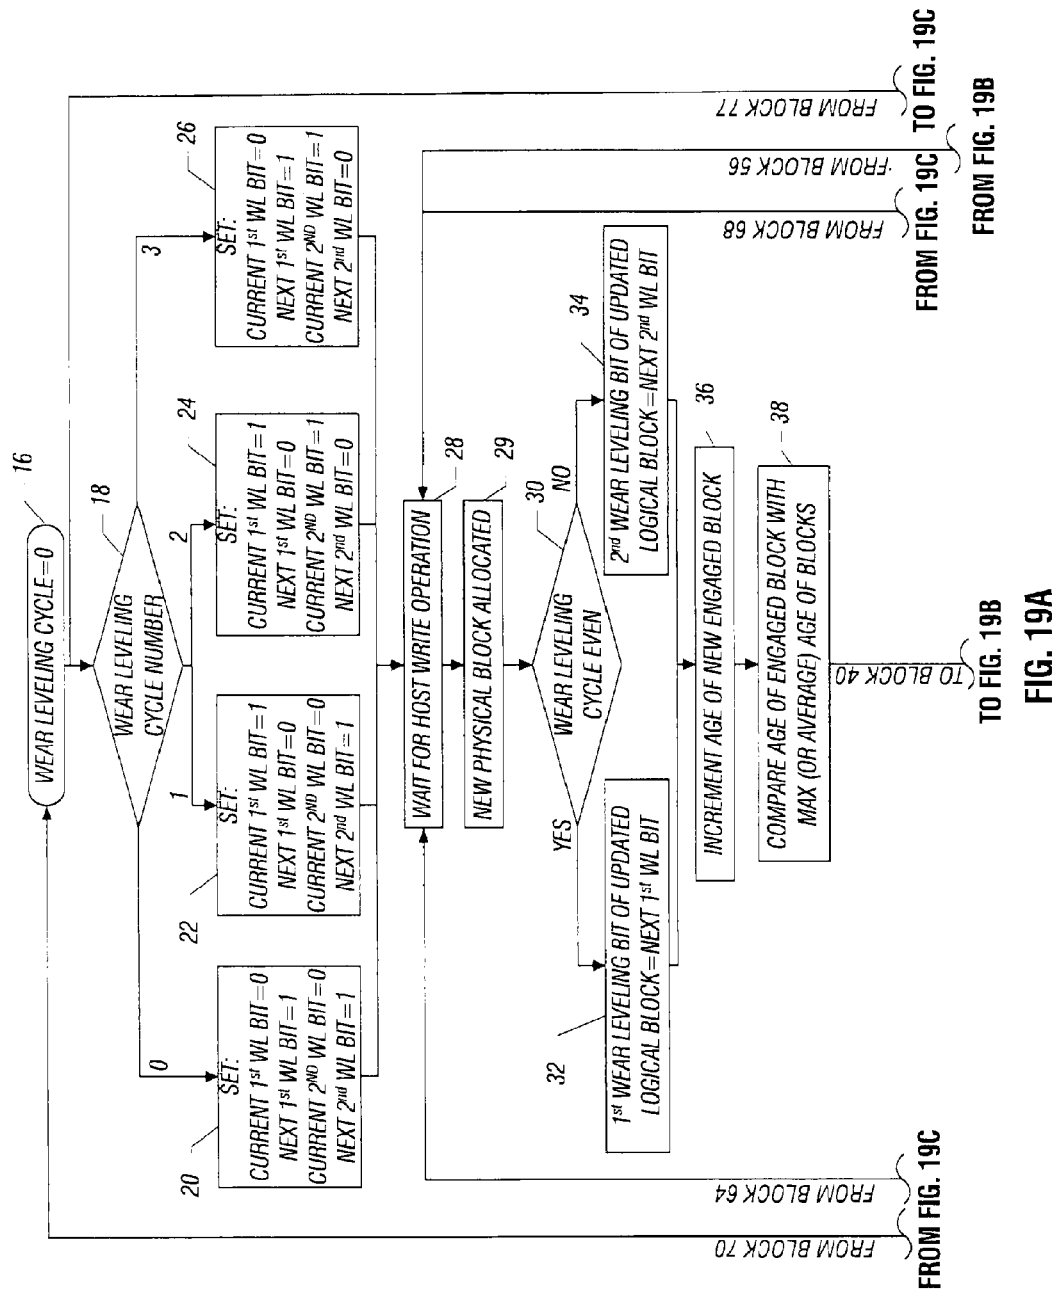 WEAR LEVELING CYCLE=0
16
WEAR LEVELING
CYCLE NUMBER
18
0
1
2
3
20
SET:
CURRENT 1st WL BIT=0
NEXT 1st WL BIT=1
CURRENT 2ND WL BIT=0
NEXT 2nd WL BIT=1
22
SET:
CURRENT 1st WL BIT=1
NEXT 1st WL BIT=0
CURRENT 2ND WL BIT=0
NEXT 2nd WL BIT=1
24
SET:
CURRENT 1st WL BIT=1
NEXT 1st WL BIT=0
CURRENT 2ND WL BIT=1
NEXT 2nd WL BIT=0
26
SET:
CURRENT 1st WL BIT=0
NEXT 1st WL BIT=1
CURRENT 2ND WL BIT=1
NEXT 2nd WL BIT=0
WAIT FOR HOST WRITE OPERATION
28
NEW PHYSICAL BLOCK ALLOCATED
29
WEAR LEVELING
CYCLE EVEN
30
YES
NO
32
1st WEAR LEVELING BIT OF UPDATED
LOGICAL BLOCK=NEXT 1st WL BIT
34
2nd WEAR LEVELING BIT OF UPDATED
LOGICAL BLOCK=NEXT 2nd WL BIT
INCREMENT AGE OF NEW ENGAGED BLOCK
36
COMPARE AGE OF ENGAGED BLOCK WITH
MAX (OR AVERAGE) AGE OF BLOCKS
38
FROM BLOCK 70
FROM BLOCK 64
FROM FIG. 19C
TO BLOCK 40
TO FIG. 19B
FROM BLOCK 68
FROM FIG. 19C
FROM BLOCK 56
FROM FIG. 19B
FROM BLOCK 77
TO FIG. 19C
FIG. 19A